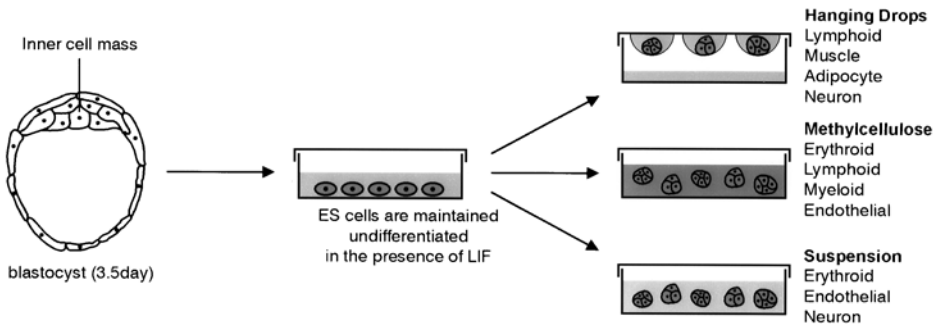 Inner cell mass
blastocyst (3.5day)
ES cells are maintained
undifferentiated
in the presence of LIF
Hanging Drops
Lymphoid
Muscle
Adipocyte
Neuron
Methylcellulose
Erythroid
Lymphoid
Myeloid
Endothelial
Suspension
Erythroid
Endothelial
Neuron